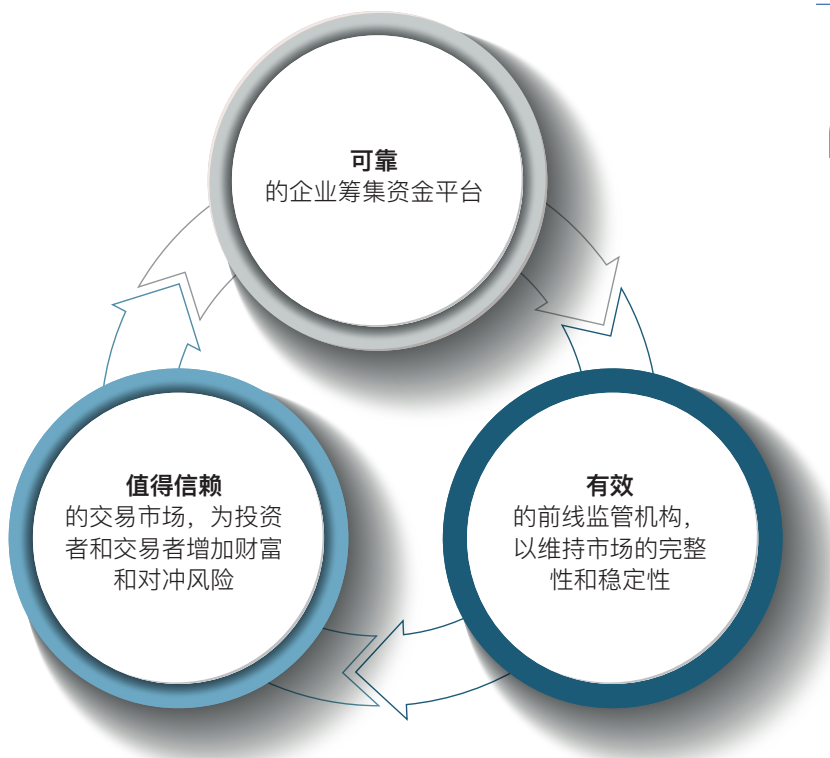 可靠
的企业筹集资金平台
值得信赖
的交易市场，为投资
者和交易者增加财富
和对冲风险
有效
的前线监管机构，
以维持市场的完整
性和稳定性